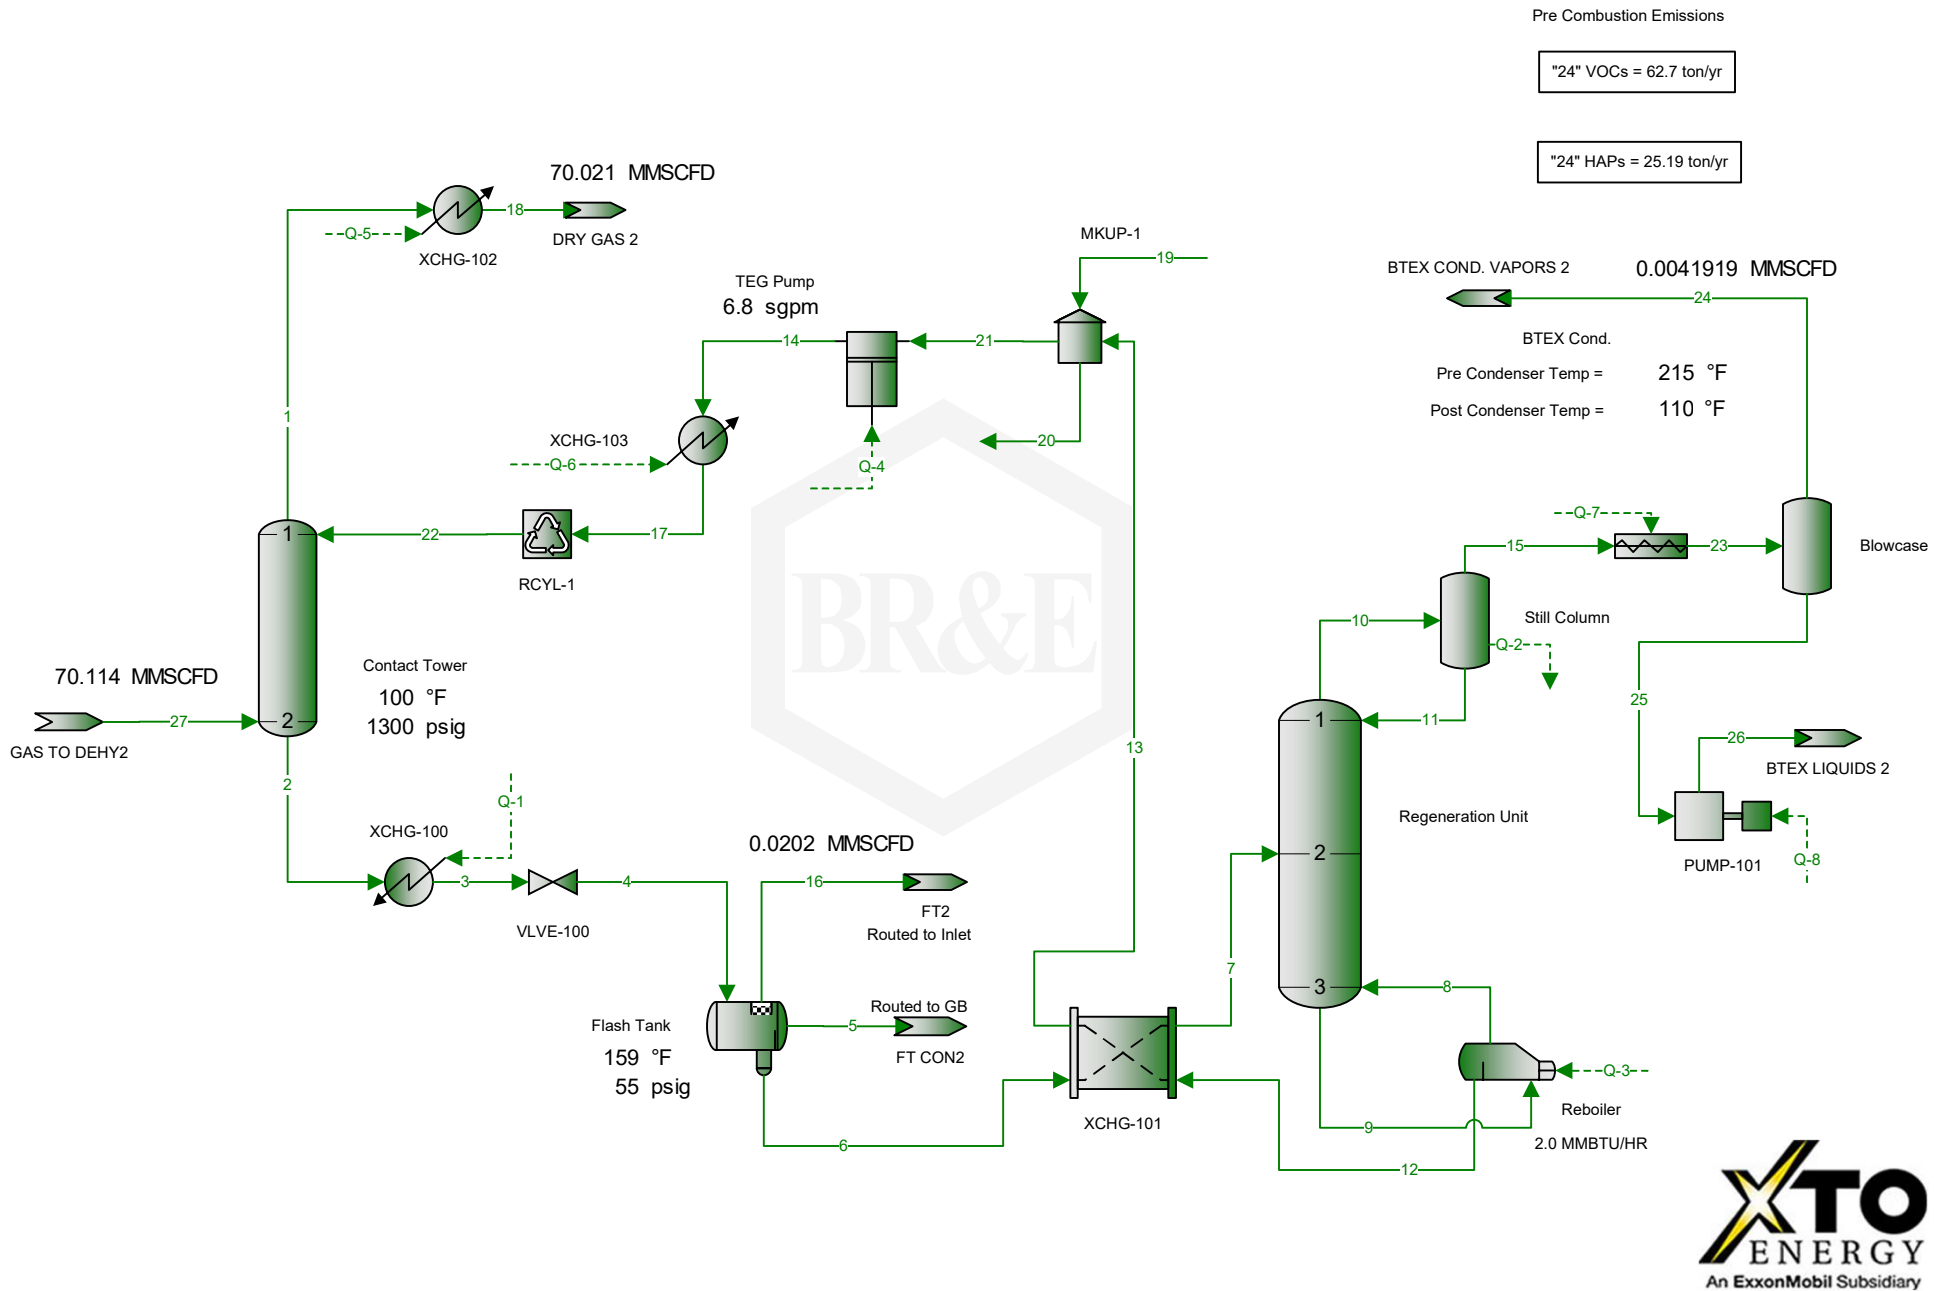 Pre Combustion Emissions
"24" VOCs = 62.7 ton/yr
"24" HAPs = 25.19 ton/yr
70.021 MMSCFD
18
DRY GAS 2
Q-5
XCHG-102
MKUP-1
19
TEG Pump
6.8 sgpm
14
21
20
Q-4
XCHG-103
Q-6
1
BTEX COND. VAPORS 2
0.0041919 MMSCFD
24
BTEX Cond.
Pre Condenser Temp =
215 °F
Post Condenser Temp =
110 °F
1
22
17
RCYL-1
Q-7
15
23
Blowcase
BR&E
10
Still Column
Q-2
Contact Tower
100 °F
1300 psig
70.114 MMSCFD
27
2
GAS TO DEHY2
2
11
1
25
13
26
BTEX LIQUIDS 2
Regeneration Unit
2
PUMP-101
Q-8
Q-1
XCHG-100
3
4
VLVE-100
0.0202 MMSCFD
16
FT2
Routed to Inlet
7
3
8
Routed to GB
5
FT CON2
Flash Tank
159 °F
55 psig
6
XCHG-101
Q-3
Reboiler
2.0 MMBTU/HR
9
12
XTO
ENERGY
An ExxonMobil Subsidiary